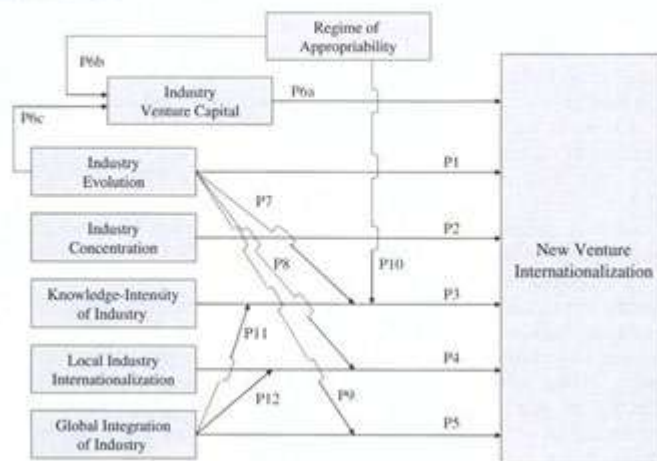 Regime of
Appropriability
P6b
Industry
Venture Capital
P6a
P6c
Industry
Evolution
P1
P7
Industry
Concentration
P2
P8
P10
New Venture
Internationalization
Knowledge-Intensity
of Industry
P3
P11
Local Industry
Internationalization
P4
P12
P9
Global Integration
of Industry
P5